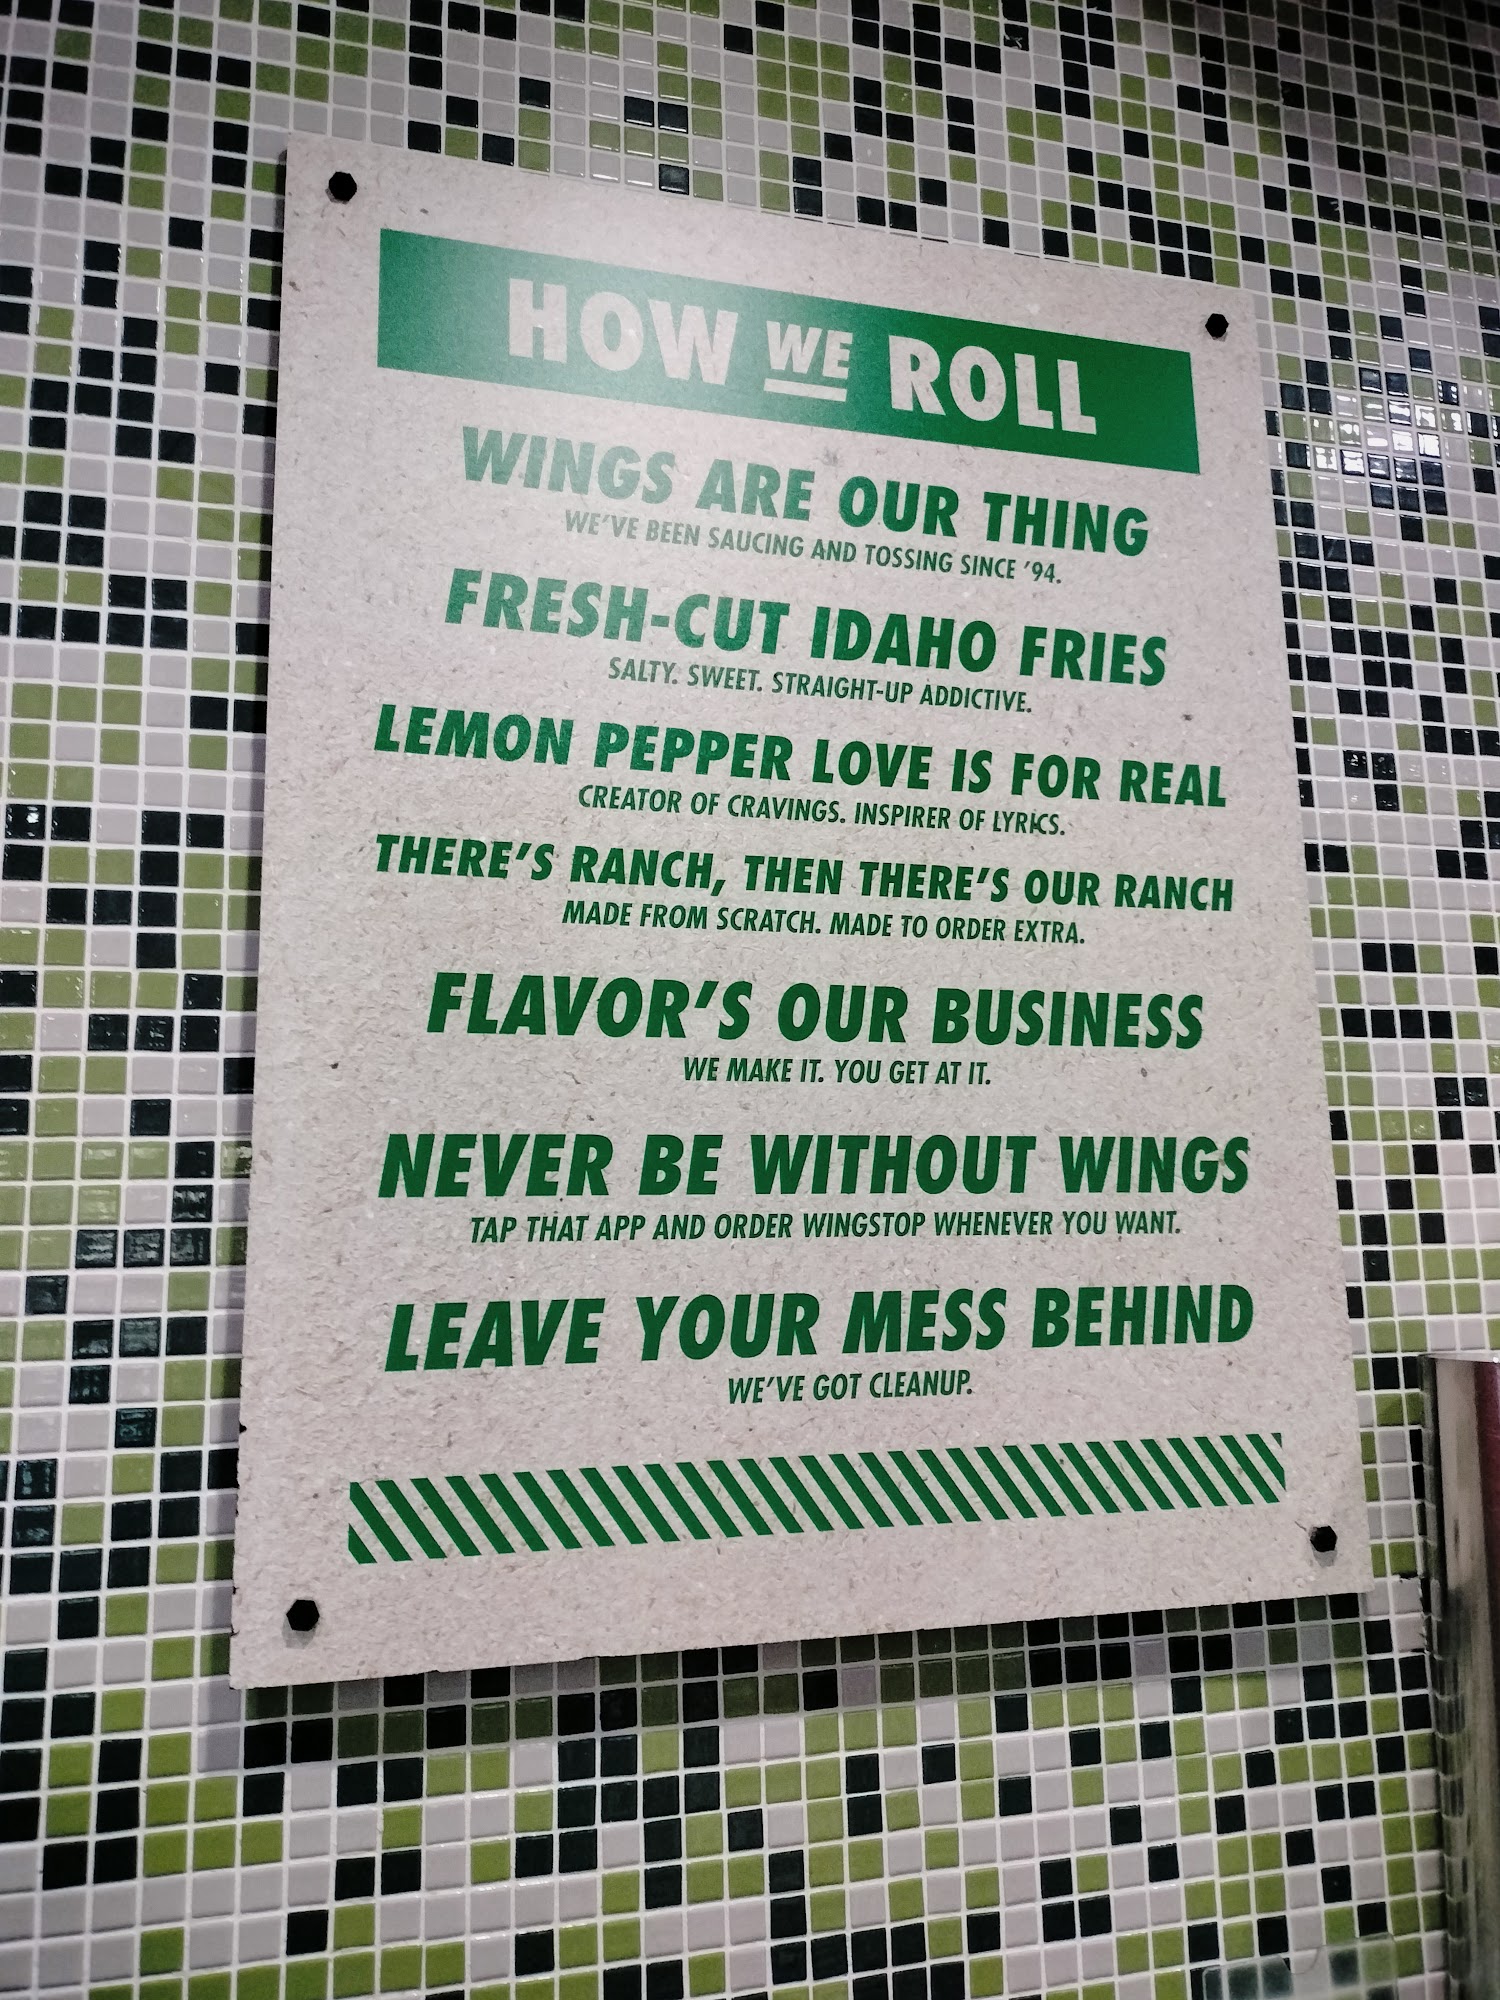 HOW WE ROLL
WINGS ARE OUR THING
WE'VE BEEN SAUCING AND TOSSING SINCE '94.
FRESH-CUT IDAHO FRIES
SALTY. SWEET. STRAIGHT-UP ADDICTIVE.
LEMON PEPPER LOVE IS FOR REAL
CREATOR OF CRAVINGS. INSPIRER OF LYRICS.
THERE'S RANCH, THEN THERE'S OUR RANCH
MADE FROM SCRATCH. MADE TO ORDER EXTRA.
FLAVOR'S OUR BUSINESS
WE MAKE IT. YOU GET AT IT.
NEVER BE WITHOUT WINGS
TAP THAT APP AND ORDER WINGSTOP WHENEVER YOU WANT.
LEAVE YOUR MESS BEHIND
WE'VE GOT CLEANUP.